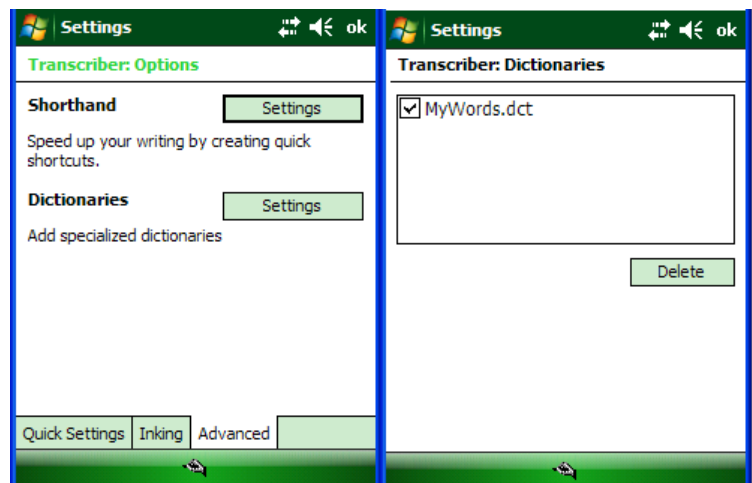 Settings ok
Transcriber: Options
Shorthand Settings
Speed up your writing by creating quick
shortcuts.
Dictionaries Settings
Add specialized dictionaries
Quick Settings Inking Advanced
Settings ok
Transcriber: Dictionaries
MyWords.dct
Delete